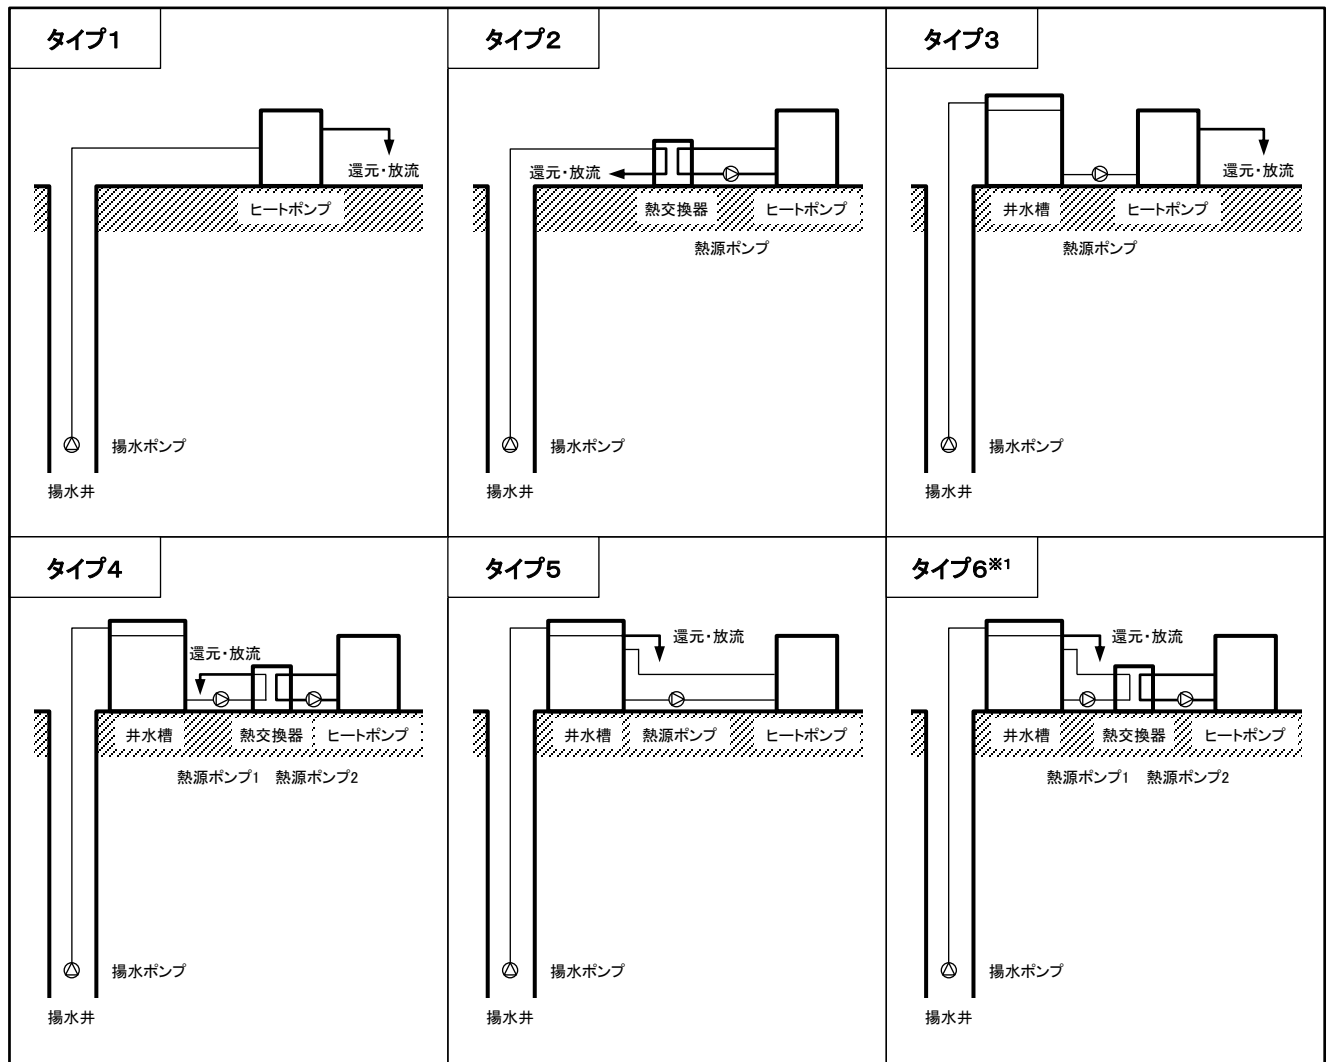 タイプ1
還元・放流
ヒートポンプ
揚水ポンプ
揚水井
タイプ2
還元・放流
熱交換器
ヒートポンプ
熱源ポンプ
揚水ポンプ
揚水井
タイプ3
還元・放流
井水槽
ヒートポンプ
熱源ポンプ
揚水ポンプ
揚水井
タイプ4
還元・放流
井水槽
熱交換器
ヒートポンプ
熱源ポンプ1
熱源ポンプ2
揚水ポンプ
揚水井
タイプ5
還元・放流
井水槽
熱源ポンプ
ヒートポンプ
揚水ポンプ
揚水井
タイプ6※1
還元・放流
井水槽
熱交換器
ヒートポンプ
熱源ポンプ1
熱源ポンプ2
揚水ポンプ
揚水井